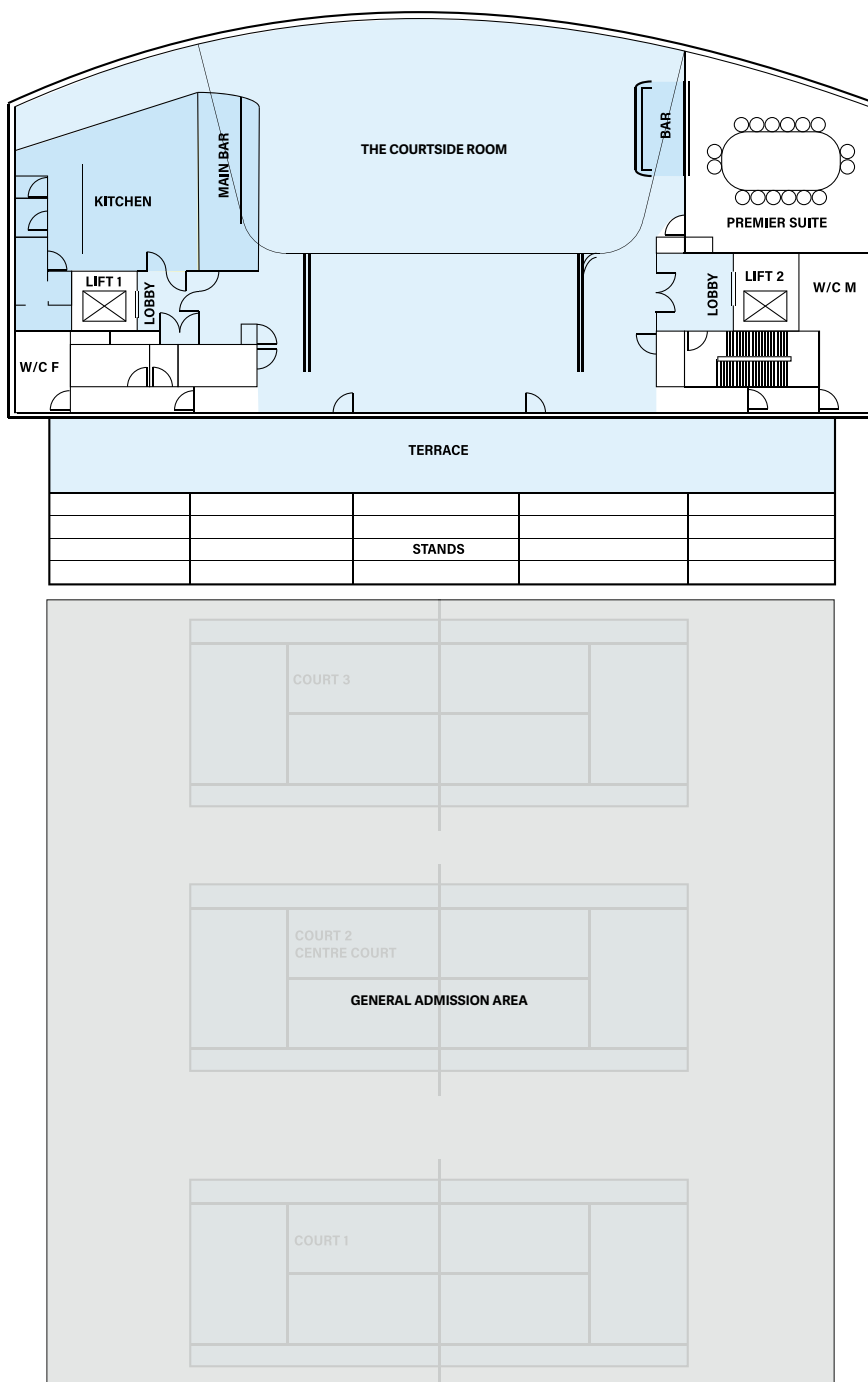 THE COURTSIDE ROOM
MAIN BAR
BAR
KITCHEN
PREMIER SUITE
LIFT 1
LOBBY
LOBBY
LIFT 2
W/C M
W/C F
TERRACE
STANDS
COURT 3
COURT 2
CENTRE COURT
GENERAL ADMISSION AREA
COURT 1